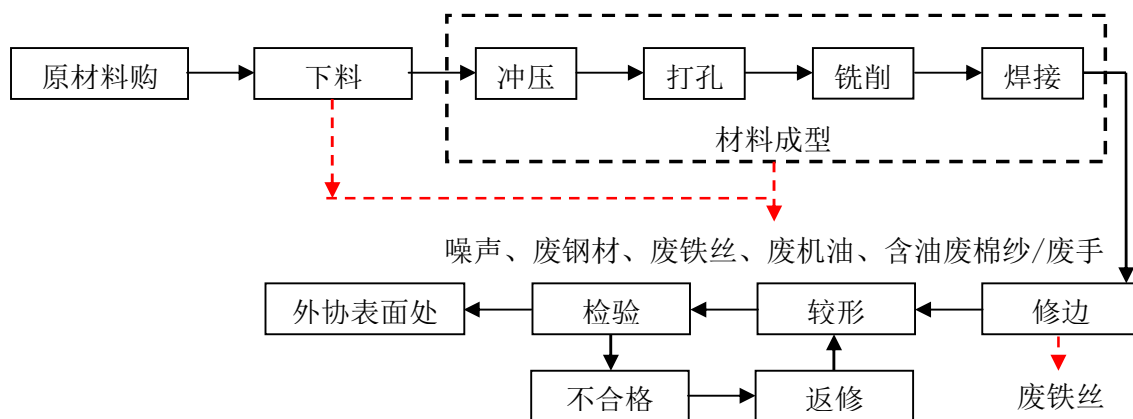 原材料购
下料
冲压
打孔
铣削
焊接
材料成型
噪声、废钢材、废铁丝、废机油、含油废棉纱/废手
外协表面处
检验
较形
修边
不合格
返修
废铁丝